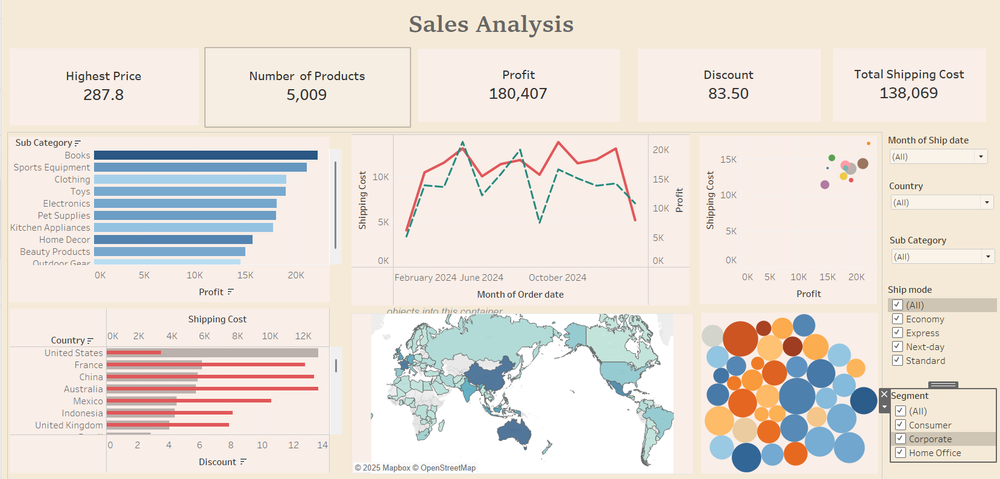 Sales Analysis
Highest Price
287.8
Number of Products
5,009
Profit
180,407
Discount
83.50
Total Shipping Cost
138,069
Sub Category
Books
Sports Equipment
Clothing
Toys
Electronics
Pet Supplies
Kitchen Appliances
Home Decor
Beauty Products
Outdoor Gear
0K 5K 10K 15K 20K
Profit
Shipping Cost
10K
5K
0K
20K
15K
10K
5K
0K
Profit
February 2024 June 2024 October 2024
Month of Order date
Shipping Cost
15K
10K
5K
0K
0K 5K 10K 15K 20K
Profit
Month of Ship date
(All)
Country
(All)
Sub Category
(All)
Ship mode
(All)
Economy
Express
Next-day
Standard
Segment
(All)
Consumer
Corporate
Home Office
Shipping Cost
0K 2K 4K 6K 8K 10K 12K
Country
United States
France
China
Australia
Mexico
Indonesia
United Kingdom
0 2 4 6 8 10 12 14
Discount
objects into this container
© 2025 Mapbox © OpenStreetMap